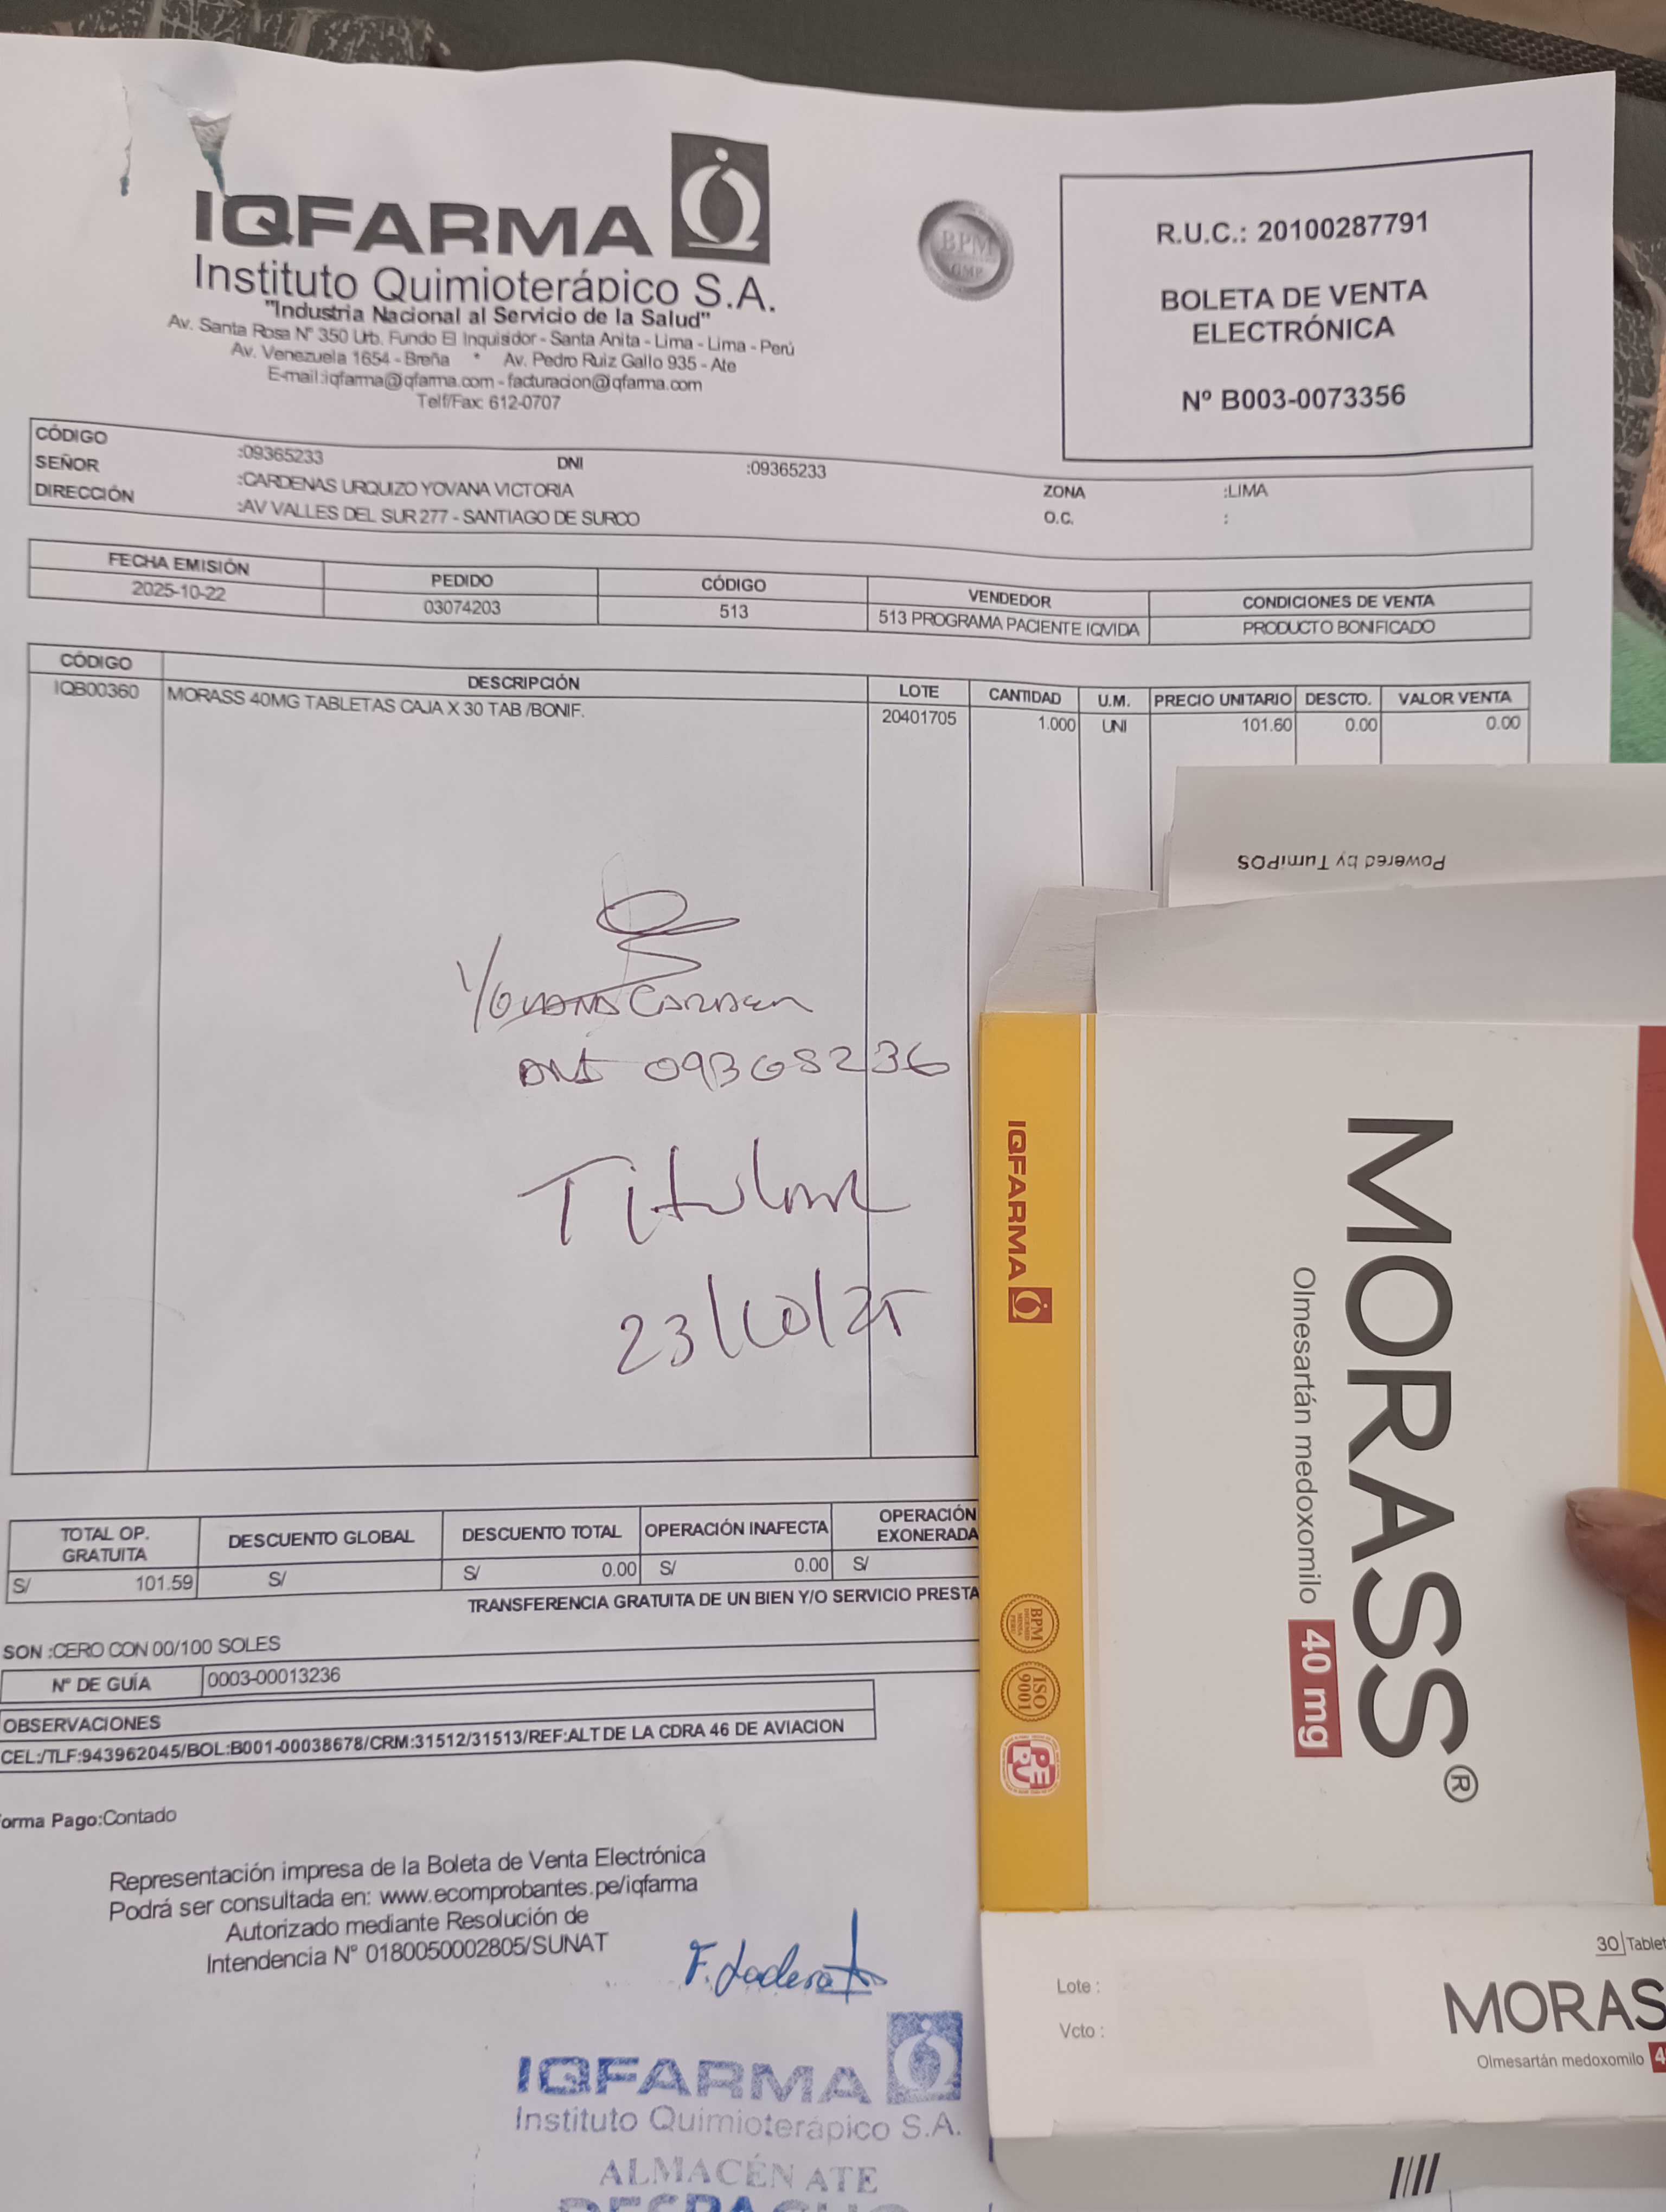 IQFARMA
Instituto Quimioterápico S.A.
"Industria Nacional al Servicio de la Salud"
Av. Santa Rosa N° 350 Urb. Fundo El Inquisidor - Santa Anita - Lima - Lima - Perú
Av. Venezuela 1654 - Breña * Av. Pedro Ruiz Gallo 935 - Ate
E-mail:iqfarma@iqfarma.com - facturacion@iqfarma.com
Telf/Fax: 612-0707
BPM
GMP
R.U.C.: 20100287791
BOLETA DE VENTA
ELECTRÓNICA
Nº B003-0073356
CÓDIGO :09365233 DNI :09365233
SEÑOR :CARDENAS URQUIZO YOVANA VICTORIA ZONA :LIMA
DIRECCIÓN :AV VALLES DEL SUR 277 - SANTIAGO DE SURCO O.C. :
FECHA EMISIÓN PEDIDO CÓDIGO VENDEDOR CONDICIONES DE VENTA
2025-10-22 03074203 513 513 PROGRAMA PACIENTE IQVIDA PRODUCTO BONIFICADO
CÓDIGO DESCRIPCIÓN LOTE CANTIDAD U.M. PRECIO UNITARIO DESCTO. VALOR VENTA
IQB00360 MORASS 40MG TABLETAS CAJA X 30 TAB /BONIF. 20401705 1.000 UNI 101.60 0.00 0.00
Powered by TumiPOS
DNI
Titular
23/10/25
TOTAL OP. GRATUITA DESCUENTO GLOBAL DESCUENTO TOTAL OPERACIÓN INAFECTA OPERACIÓN EXONERADA
S/ 101.59 S/ S/ 0.00 S/ 0.00 S/
TRANSFERENCIA GRATUITA DE UN BIEN Y/O SERVICIO PRESTA
SON :CERO CON 00/100 SOLES
Nº DE GUÍA 0003-00013236
OBSERVACIONES
CEL:/TLF:943962045/BOL:B001-00038678/CRM:31512/31513/REF:ALT DE LA CDRA 46 DE AVIACION
orma Pago:Contado
Representación impresa de la Boleta de Venta Electrónica
Podrá ser consultada en: www.ecomprobantes.pe/iqfarma
Autorizado mediante Resolución de
Intendencia N° 0180050002805/SUNAT
IQFARMA
Instituto Quimioterápico S.A.
ALMACÉN ATE
DESPACHO
IQFARMA
BPM
ISO 9001
MORASS®
Olmesartán medoxomilo 40 mg
30 Tablet
Lote :
Vcto :
MORAS
Olmesartán medoxomilo 4